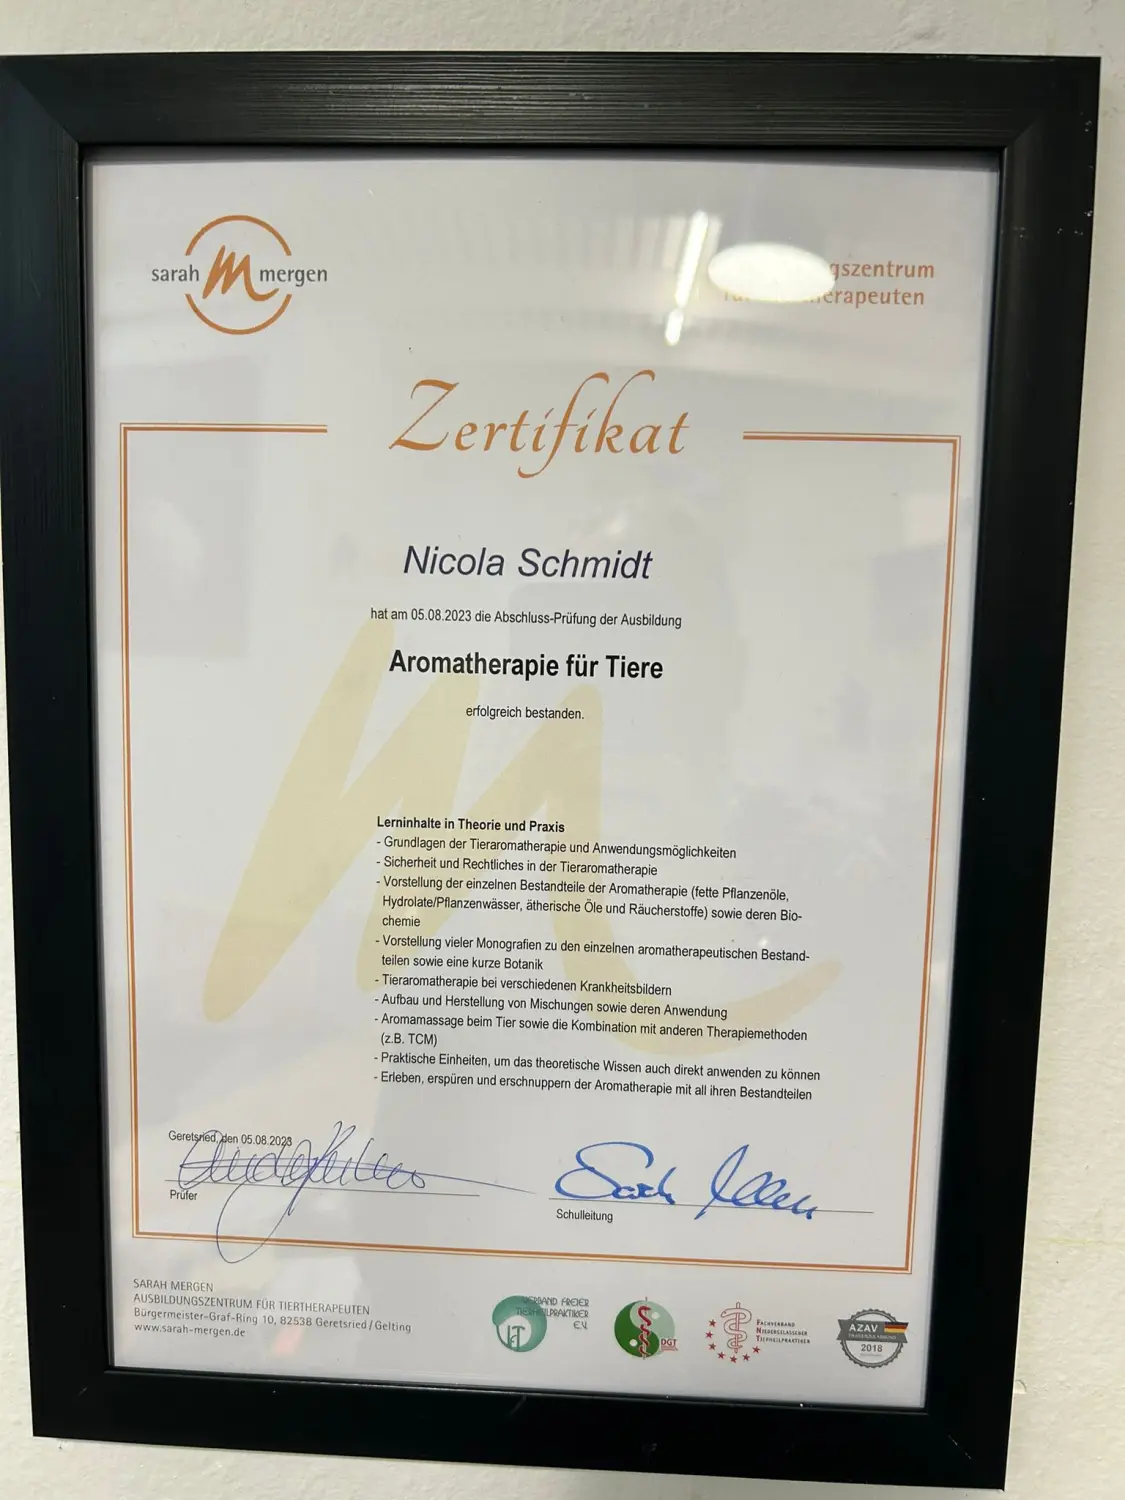 sarah m mergen
gszentrum
erapeuten
Zertifikat
Nicola Schmidt
hat am 05.08.2023 die Abschluss-Prüfung der Ausbildung
Aromatherapie für Tiere
erfolgreich bestanden.
Lerninhalte in Theorie und Praxis
- Grundlagen der Tieraromatherapie und Anwendungsmöglichkeiten
- Sicherheit und Rechtliches in der Tieraromatherapie
- Vorstellung der einzelnen Bestandteile der Aromatherapie (fette Pflanzenöle,
Hydrolate/Pflanzenwässer, ätherische Öle und Räucherstoffe) sowie deren Bio-
chemie
- Vorstellung vieler Monografien zu den einzelnen aromatherapeutischen Bestand-
teilen sowie eine kurze Botanik
- Tieraromatherapie bei verschiedenen Krankheitsbildern
- Aufbau und Herstellung von Mischungen sowie deren Anwendung
- Aromamassage beim Tier sowie die Kombination mit anderen Therapiemethoden
(z.B. TCM)
- Praktische Einheiten, um das theoretische Wissen auch direkt anwenden zu können
- Erleben, erspüren und erschnuppern der Aromatherapie mit all ihren Bestandteilen
Geretsried, den 05.08.2023
Prüfer
Schulleitung
SARAH MERGEN
AUSBILDUNGSZENTRUM FÜR TIERTHERAPEUTEN
Bürgermeister-Graf-Ring 10, 82538 Geretsried / Gelting
www.sarah-mergen.de
VERBAND FREIER
TIERHEILPRAKTIKER
E.V.
DGT
FACHVERBAND
NIEDERGELASSENER
TIERHEILPRAKTIKER
AZAV
2018